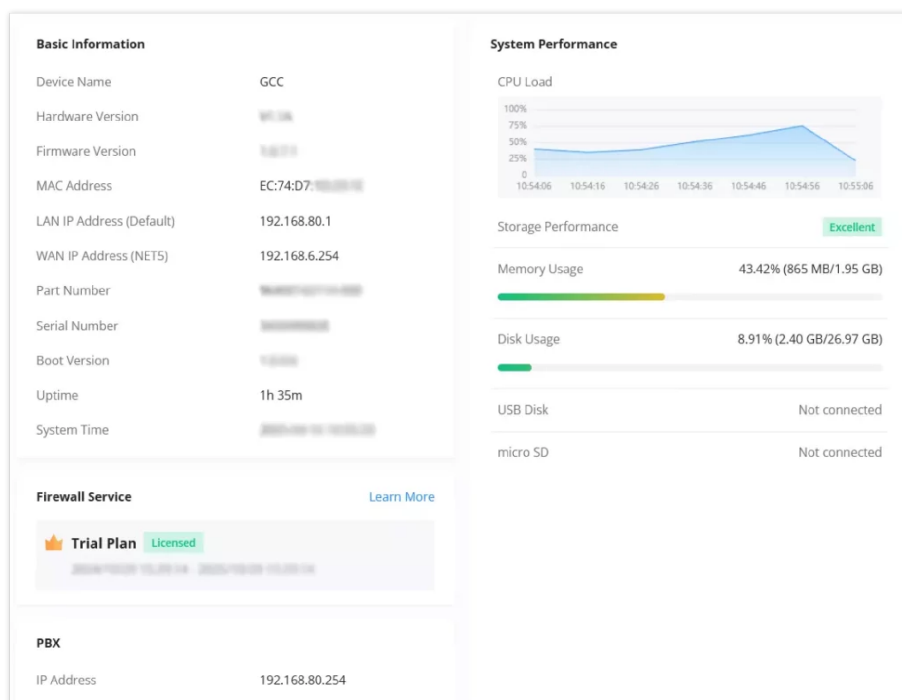 Basic Information
Device Name GCC
Hardware Version
Firmware Version
MAC Address EC:74:D7:
LAN IP Address (Default) 192.168.80.1
WAN IP Address (NET5) 192.168.6.254
Part Number
Serial Number
Boot Version
Uptime 1h 35m
System Time
Firewall Service Learn More
Trial Plan Licensed
PBX
IP Address 192.168.80.254
System Performance
CPU Load
100%
75%
50%
25%
0
10:54:06 10:54:16 10:54:26 10:54:36 10:54:46 10:54:56 10:55:06
Storage Performance Excellent
Memory Usage 43.42% (865 MB/1.95 GB)
Disk Usage 8.91% (2.40 GB/26.97 GB)
USB Disk Not connected
micro SD Not connected